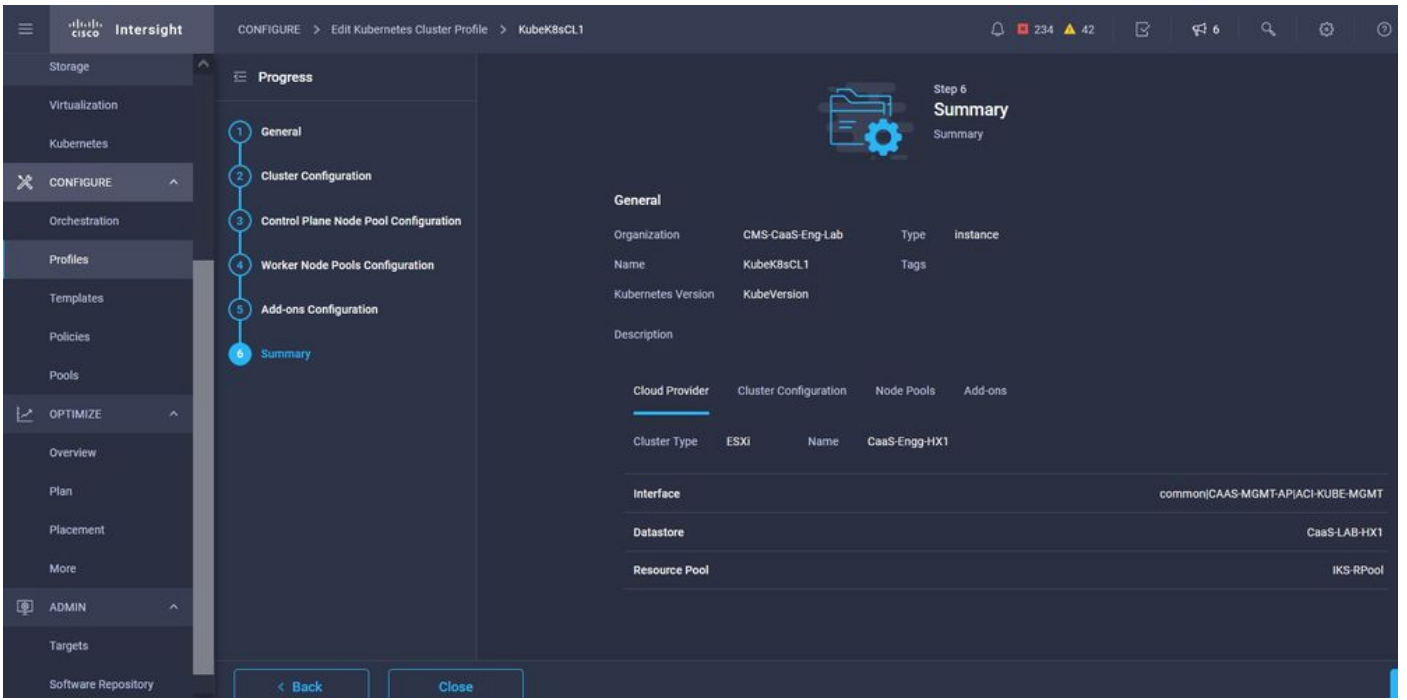 CISCO Intersight
CONFIGURE > Edit Kubernetes Cluster Profile > KubeK8sCL1
234 42 6
Storage
Virtualization
Kubernetes
CONFIGURE
Orchestration
Profiles
Templates
Policies
Pools
OPTIMIZE
Overview
Plan
Placement
More
ADMIN
Targets
Software Repository
Progress
1 General
2 Cluster Configuration
3 Control Plane Node Pool Configuration
4 Worker Node Pools Configuration
5 Add-ons Configuration
6 Summary
Step 6
Summary
Summary
General
Organization CMS-CaaS-Eng-Lab Type instance
Name KubeK8sCL1 Tags
Kubernetes Version KubeVersion
Description
Cloud Provider Cluster Configuration Node Pools Add-ons
Cluster Type ESXi Name CaaS-Engg-HX1
Interface common|CAAS-MGMT-AP|ACI-KUBE-MGMT
Datastore CaaS-LAB-HX1
Resource Pool IKS-RPool
< Back Close